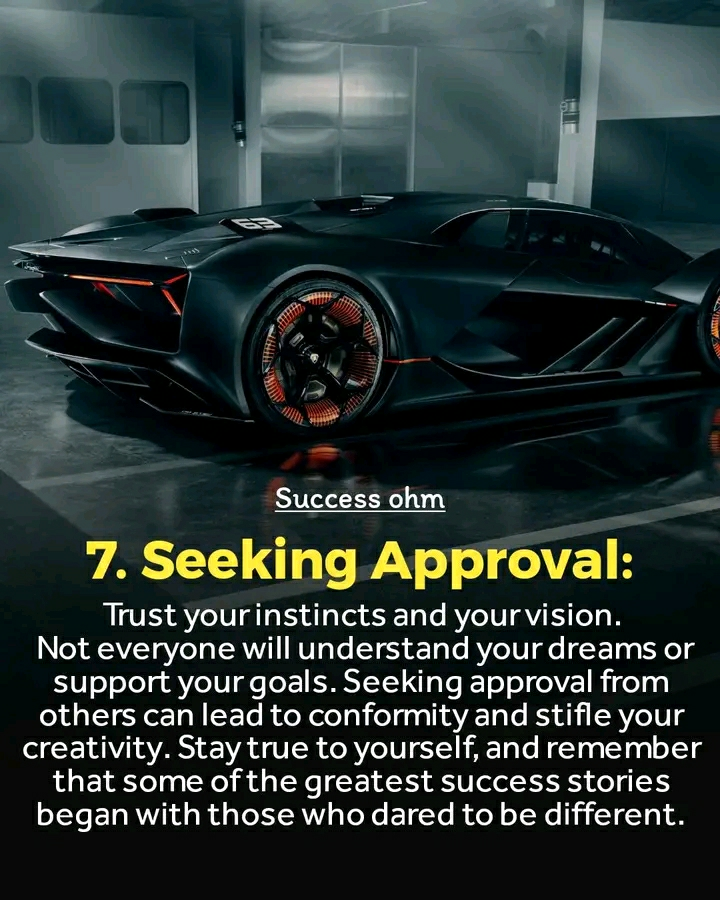 63
Success ohm
7. Seeking Approval:
Trust your instincts and your vision.
Not everyone will understand your dreams or
support your goals. Seeking approval from
others can lead to conformity and stifle your
creativity. Stay true to yourself, and remember
that some of the greatest success stories
began with those who dared to be different.